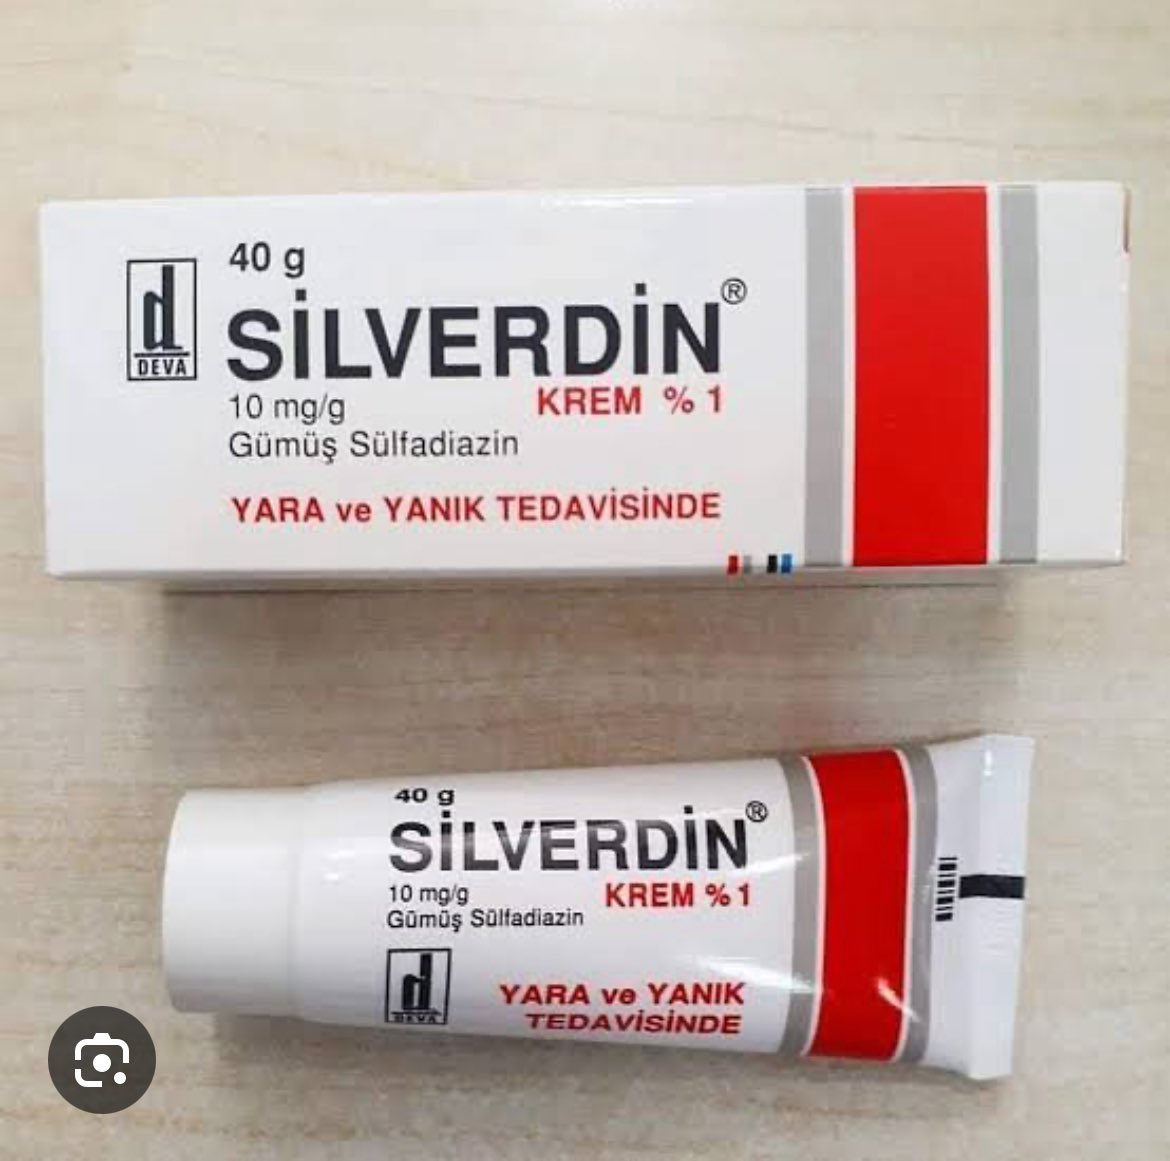 40 g
SİLVERDİN®
10 mg/g KREM % 1
Gümüş Sülfadiazin
YARA ve YANIK TEDAVİSİNDE
d
DEVA
40 g
SİLVERDİN®
10 mg/g KREM % 1
Gümüş Sülfadiazin
d
DEVA
YARA ve YANIK
TEDAVİSİNDE